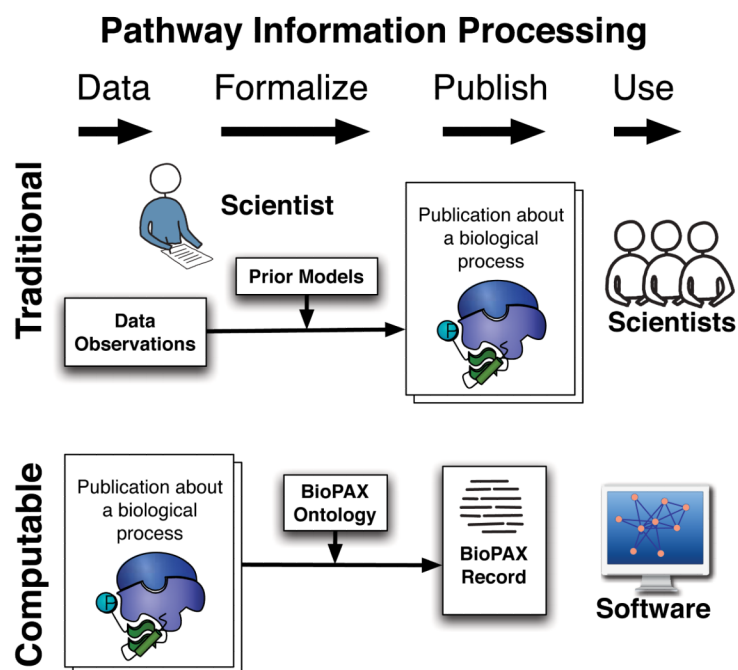 Pathway Information Processing
Data
Formalize
Publish
Use
Traditional
Scientist
Prior Models
Data
Observations
Publication about
a biological
process
P
Scientists
Computable
Publication about
a biological
process
P
BioPAX
Ontology
BioPAX
Record
Software